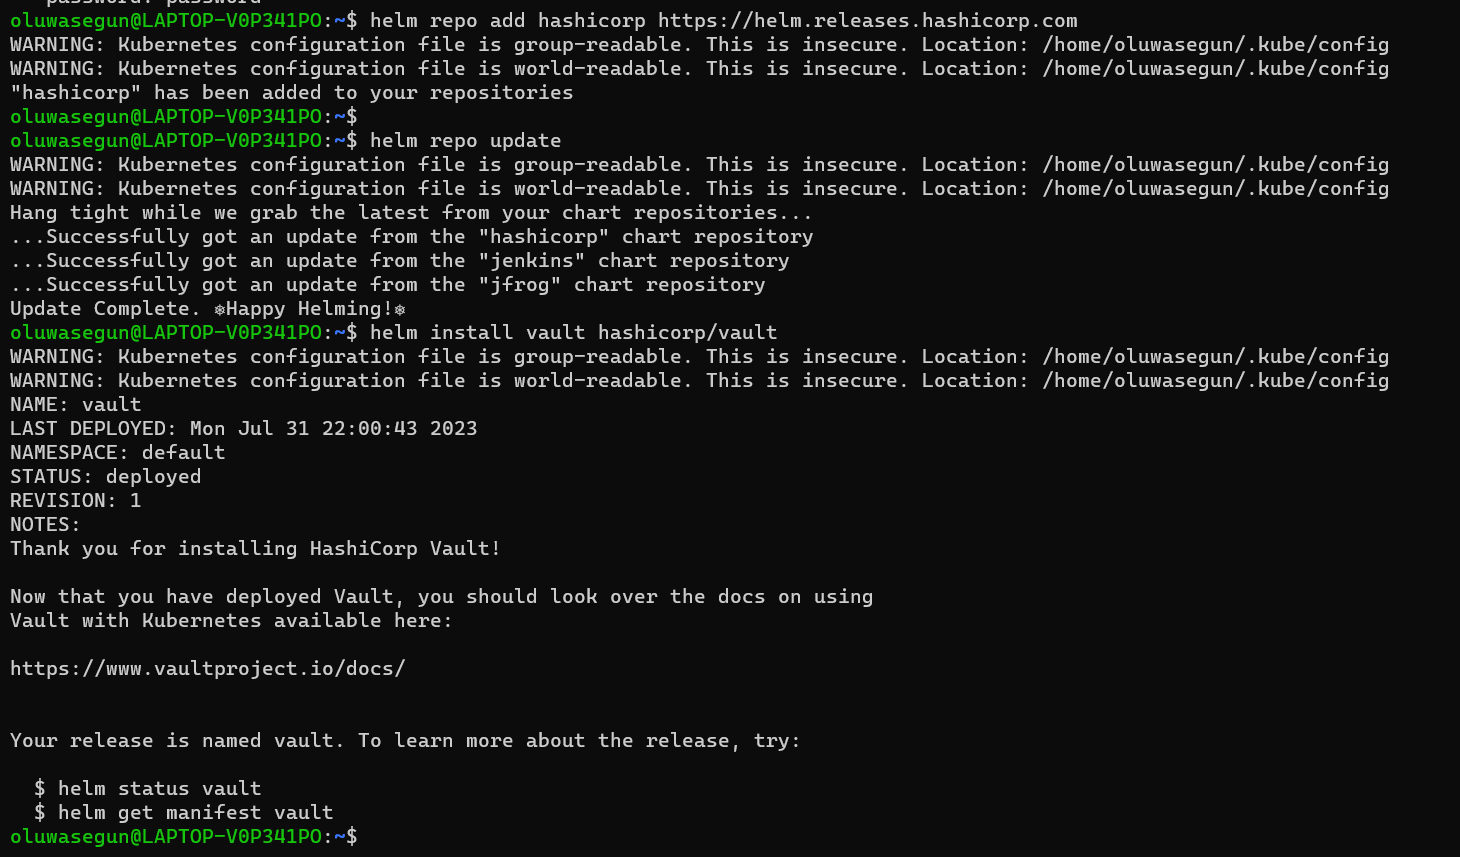 password: password
oluwasegun@LAPTOP-V0P341PO:~$ helm repo add hashicorp https://helm.releases.hashicorp.com
WARNING: Kubernetes configuration file is group-readable. This is insecure. Location: /home/oluwasegun/.kube/config
WARNING: Kubernetes configuration file is world-readable. This is insecure. Location: /home/oluwasegun/.kube/config
"hashicorp" has been added to your repositories
oluwasegun@LAPTOP-V0P341PO:~$
oluwasegun@LAPTOP-V0P341PO:~$ helm repo update
WARNING: Kubernetes configuration file is group-readable. This is insecure. Location: /home/oluwasegun/.kube/config
WARNING: Kubernetes configuration file is world-readable. This is insecure. Location: /home/oluwasegun/.kube/config
Hang tight while we grab the latest from your chart repositories...
...Successfully got an update from the "hashicorp" chart repository
...Successfully got an update from the "jenkins" chart repository
...Successfully got an update from the "jfrog" chart repository
Update Complete. ⎈Happy Helming!⎈
oluwasegun@LAPTOP-V0P341PO:~$ helm install vault hashicorp/vault
WARNING: Kubernetes configuration file is group-readable. This is insecure. Location: /home/oluwasegun/.kube/config
WARNING: Kubernetes configuration file is world-readable. This is insecure. Location: /home/oluwasegun/.kube/config
NAME: vault
LAST DEPLOYED: Mon Jul 31 22:00:43 2023
NAMESPACE: default
STATUS: deployed
REVISION: 1
NOTES:
Thank you for installing HashiCorp Vault!
Now that you have deployed Vault, you should look over the docs on using
Vault with Kubernetes available here:
https://www.vaultproject.io/docs/
Your release is named vault. To learn more about the release, try:
$ helm status vault
$ helm get manifest vault
oluwasegun@LAPTOP-V0P341PO:~$